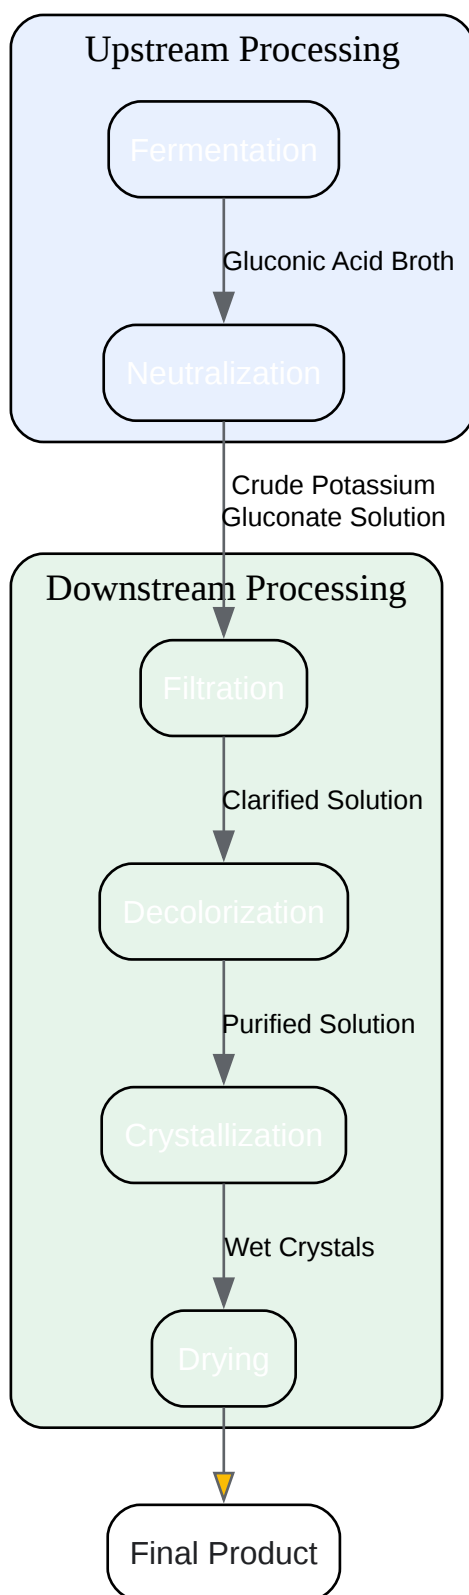 Upstream Processing
Fermentation
Gluconic Acid Broth
Neutralization
Crude Potassium
Gluconate Solution
Downstream Processing
Filtration
Clarified Solution
Decolorization
Purified Solution
Crystallization
Wet Crystals
Drying
Final Product